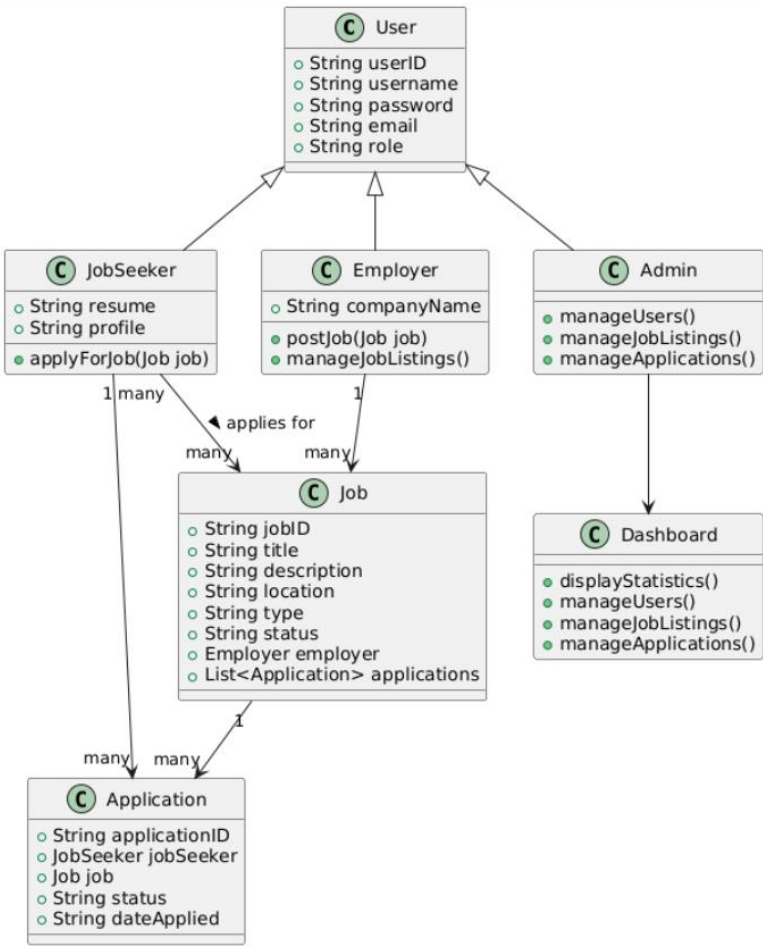 C User
String userID
String username
String password
String email
String role
C JobSeeker
String resume
String profile
applyForJob(Job job)
C Employer
String companyName
postJob(Job job)
manageJobListings()
C Admin
manageUsers()
manageJobListings()
manageApplications()
1 many
applies for
many
1
many
C Job
String jobID
String title
String description
String location
String type
String status
Employer employer
List<Application> applications
C Dashboard
displayStatistics()
manageUsers()
manageJobListings()
manageApplications()
1
many
many
C Application
String applicationID
JobSeeker jobSeeker
Job job
String status
String dateApplied